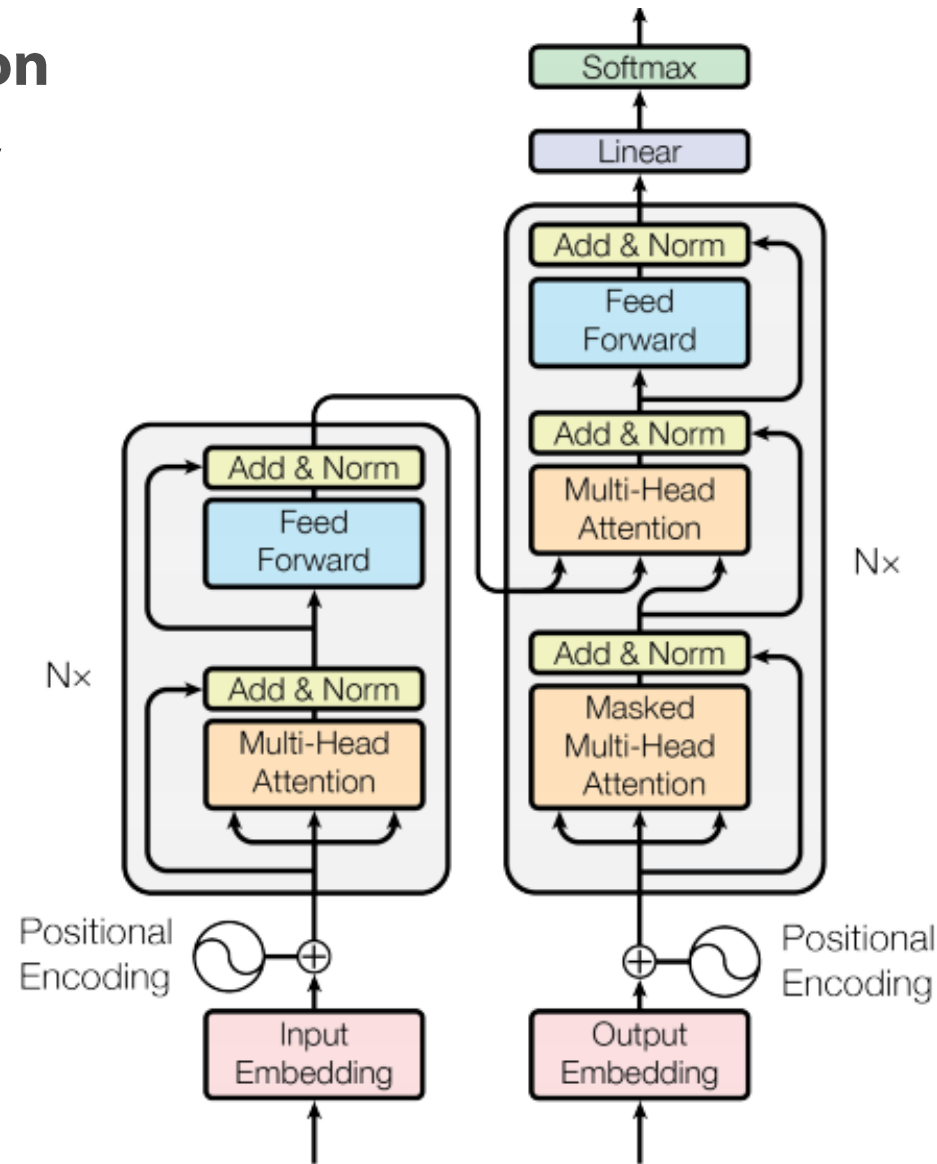 on
Softmax
Linear
Add & Norm
Feed
Forward
Add & Norm
Multi-Head
Attention
Nx
Add & Norm
Masked
Multi-Head
Attention
Add & Norm
Feed
Forward
Nx
Add & Norm
Multi-Head
Attention
Positional
Encoding
Positional
Encoding
Input
Embedding
Output
Embedding